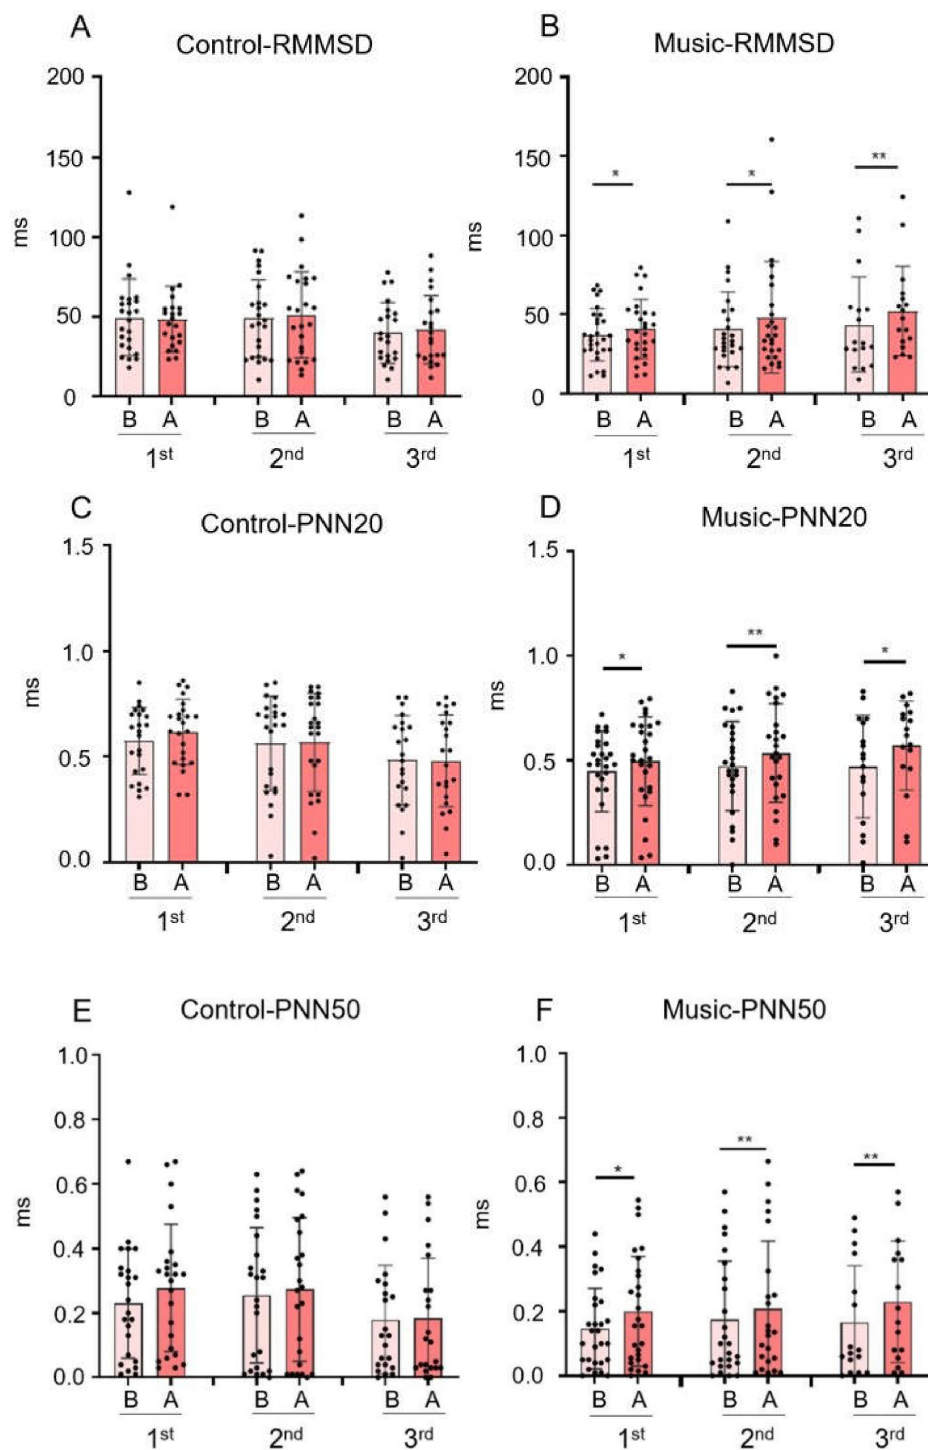 A
Control-RMMSD
200
150
100
50
0
ms
B A B A B A
1st 2nd 3rd
B
Music-RMMSD
200
150
100
50
0
ms
* * **
B A B A B A
1st 2nd 3rd
C
Control-PNN20
1.5
1.0
0.5
0.0
ms
B A B A B A
1st 2nd 3rd
D
Music-PNN20
1.5
1.0
0.5
0.0
ms
* ** *
B A B A B A
1st 2nd 3rd
E
Control-PNN50
1.0
0.8
0.6
0.4
0.2
0.0
ms
B A B A B A
1st 2nd 3rd
F
Music-PNN50
1.0
0.8
0.6
0.4
0.2
0.0
ms
* ** **
B A B A B A
1st 2nd 3rd